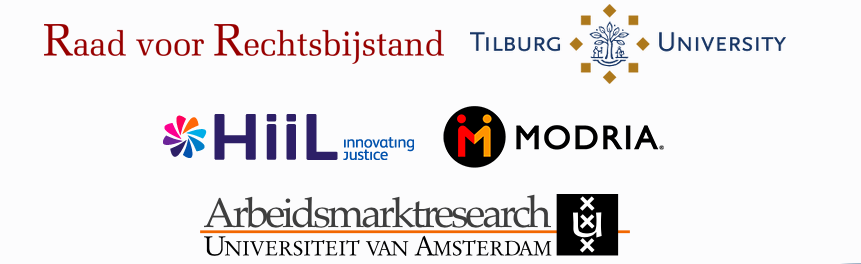 Raad voor Rechtsbijstand
TILBURG UNIVERSITY
HiiL innovating justice
MODRIA®
Arbeidsmarktresearch
UNIVERSITEIT VAN AMSTERDAM